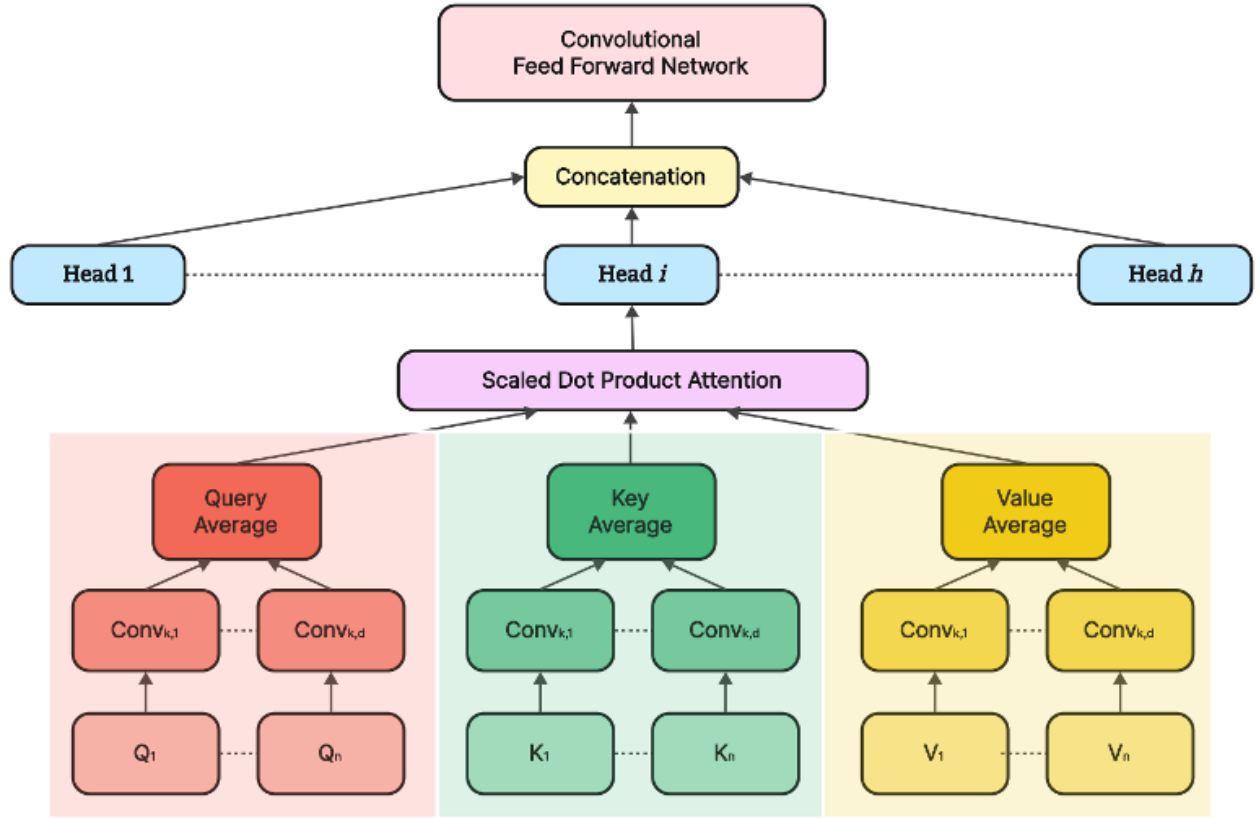 Convolutional
Feed Forward Network
Concatenation
Head 1
Head i
Head h
Scaled Dot Product Attention
Query
Average
Key
Average
Value
Average
Convk,1
Convk,d
Convk,1
Convk,d
Convk,1
Convk,d
Q1
Qn
K1
Kn
V1
Vn